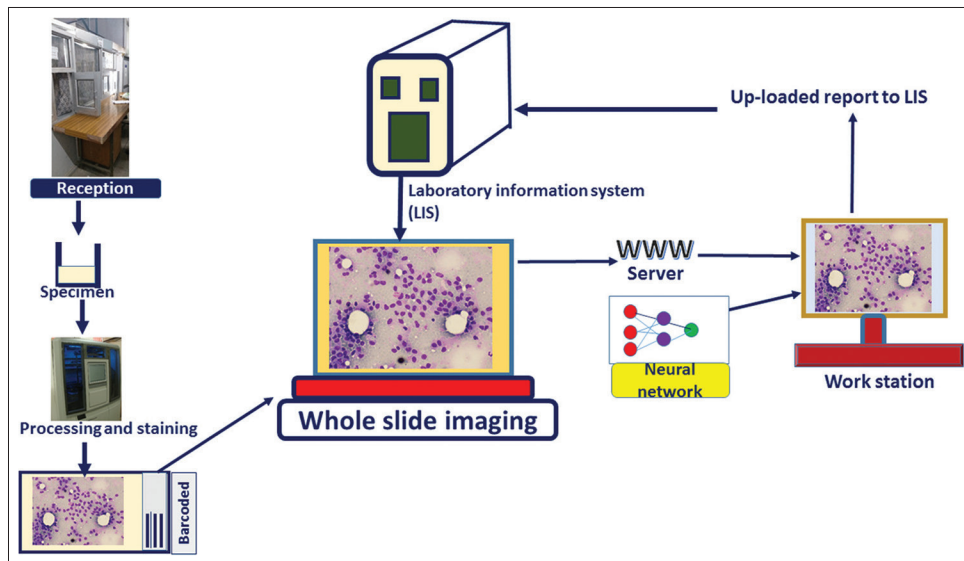 Reception
Specimen
Processing and staining
Barcoded
Laboratory information system
(LIS)
Whole slide imaging
WWW
Server
Neural
network
Work station
Up-loaded report to LIS